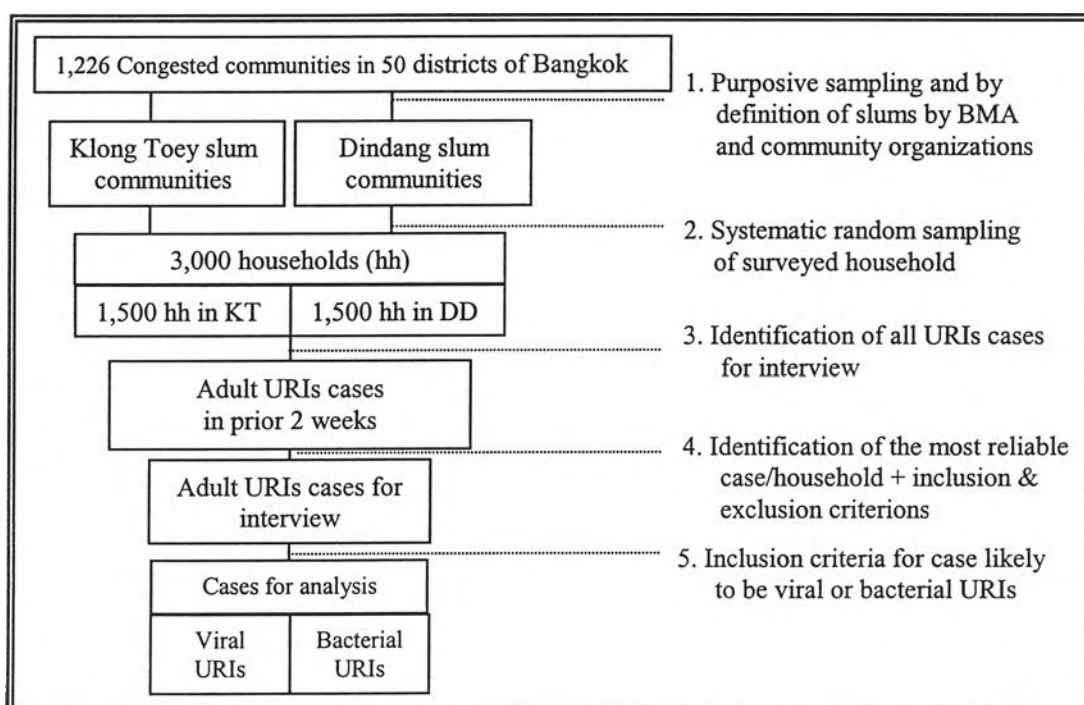 1,226 Congested communities in 50 districts of Bangkok
1. Purposive sampling and by
definition of slums by BMA
and community organizations
Klong Toey slum
communities
Dindang slum
communities
2. Systematic random sampling
of surveyed household
3,000 households (hh)
1,500 hh in KT
1,500 hh in DD
3. Identification of all URIs cases
for interview
Adult URIs cases
in prior 2 weeks
4. Identification of the most reliable
case/household + inclusion &
exclusion criterions
Adult URIs cases for
interview
5. Inclusion criteria for case likely
to be viral or bacterial URIs
Cases for analysis
Viral
URIs
Bacterial
URIs